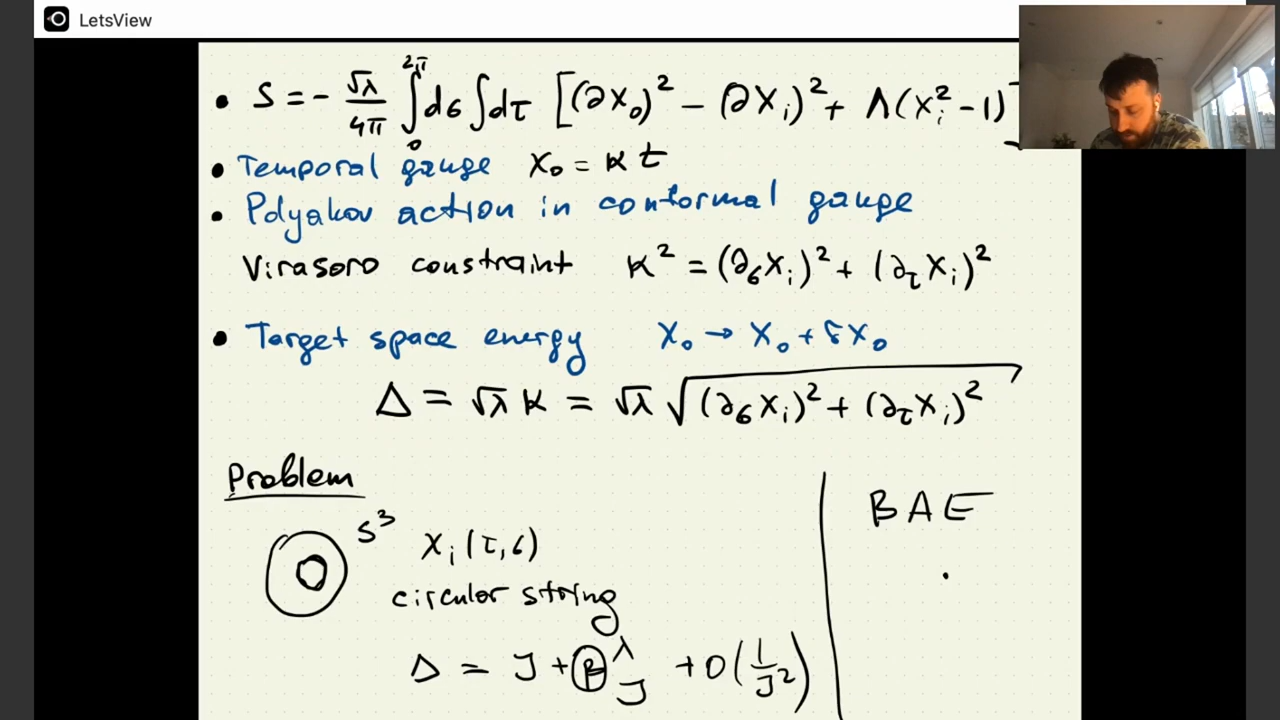 LetsView
• S = - √λ/4π ∫₀^2π dσ ∫dτ [(∂X₀)² - ∂Xᵢ)² + Λ(Xᵢ² - 1)
• Temporal gauge X₀ = κ t
• Polyakov action in conformal gauge
Virasoro constraint κ² = (∂σXᵢ)² + (∂τXᵢ)²
• Target space energy X₀ → X₀ + δX₀
Δ = √λ κ = √λ √((∂σXᵢ)² + (∂τXᵢ)²)
Problem
S³ Xᵢ(τ,σ)
circular string
Δ = J + β λ/J + O(1/J²)
BAE